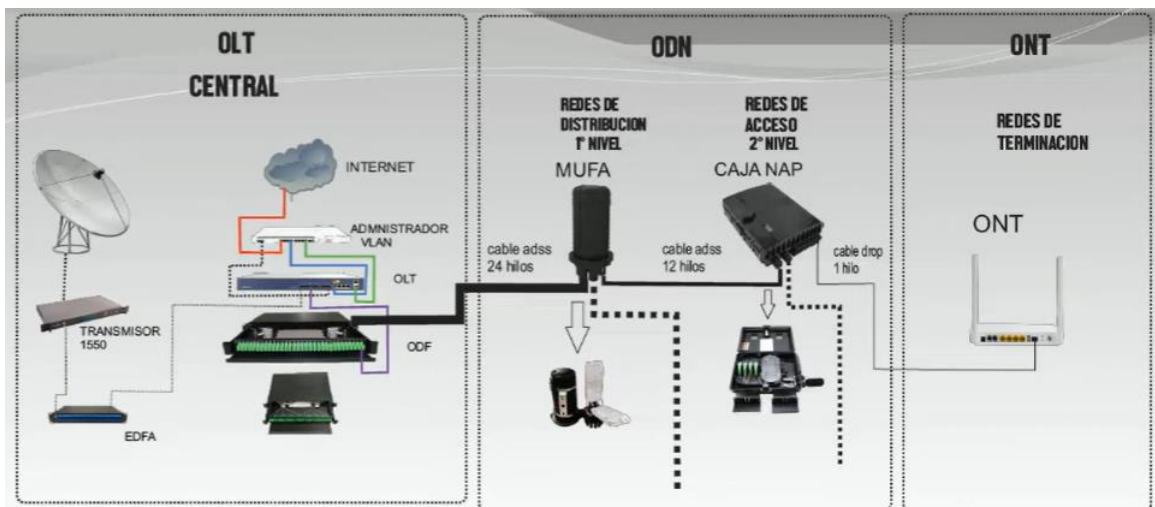 OLT
CENTRAL
INTERNET
ADMNISTRADOR
VLAN
OLT
ODF
TRANSMISOR
1550
EDFA
ODN
REDES DE
DISTRIBUCION
1° NIVEL
MUFA
cable adss
24 hilos
REDES DE
ACCESO
2° NIVEL
CAJA NAP
cable adss
12 hilos
cable drop
1 hilo
ONT
REDES DE
TERMINACION
ONT